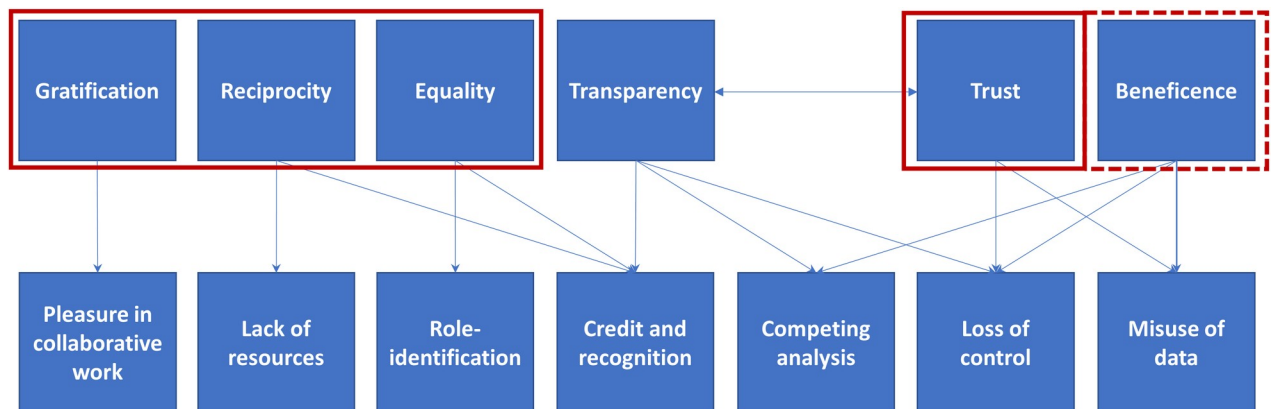 Gratification
Reciprocity
Equality
Transparency
Trust
Beneficence
Pleasure in
collaborative
work
Lack of
resources
Role-
identification
Credit and
recognition
Competing
analysis
Loss of
control
Misuse of
data